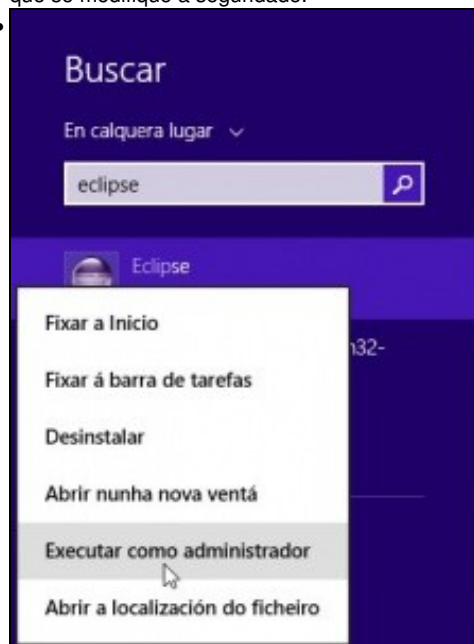 que se modifique a seguridade.
Buscar
En calquera lugar
eclipse
Eclipse
Fixar a Inicio
n32-
Fixar á barra de tarefas
Desinstalar
Abrir nunha nova ventá
Executar como administrador
Abrir a localización do ficheiro